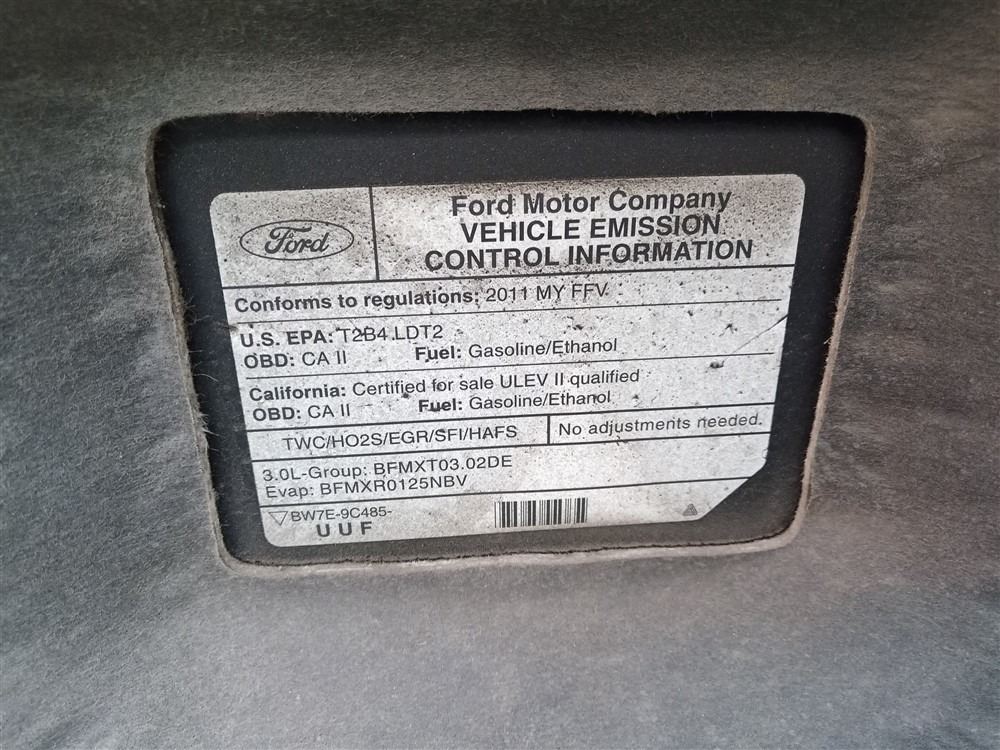 Ford
Ford Motor Company
VEHICLE EMISSION
CONTROL INFORMATION
Conforms to regulations: 2011 MY FFV
U.S. EPA: T2B4 LDT2
OBD: CA II Fuel: Gasoline/Ethanol
California: Certified for sale ULEV II qualified
OBD: CA II Fuel: Gasoline/Ethanol
TWC/HO2S/EGR/SFI/HAFS
No adjustments needed.
3.0L-Group: BFMXT03.02DE
Evap: BFMXR0125NBV
BW7E-9C485-
UUF